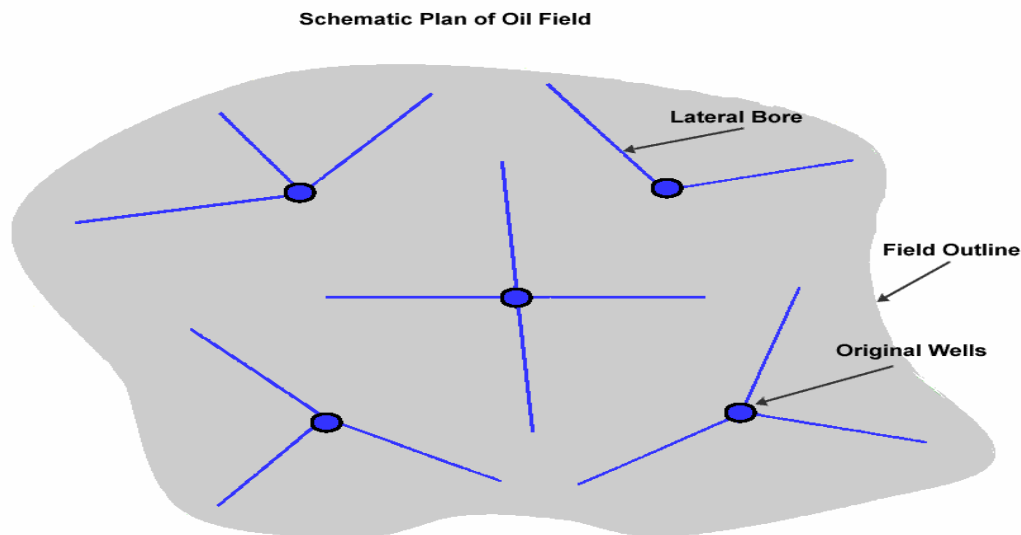 Schematic Plan of Oil Field
Lateral Bore
Field Outline
Original Wells